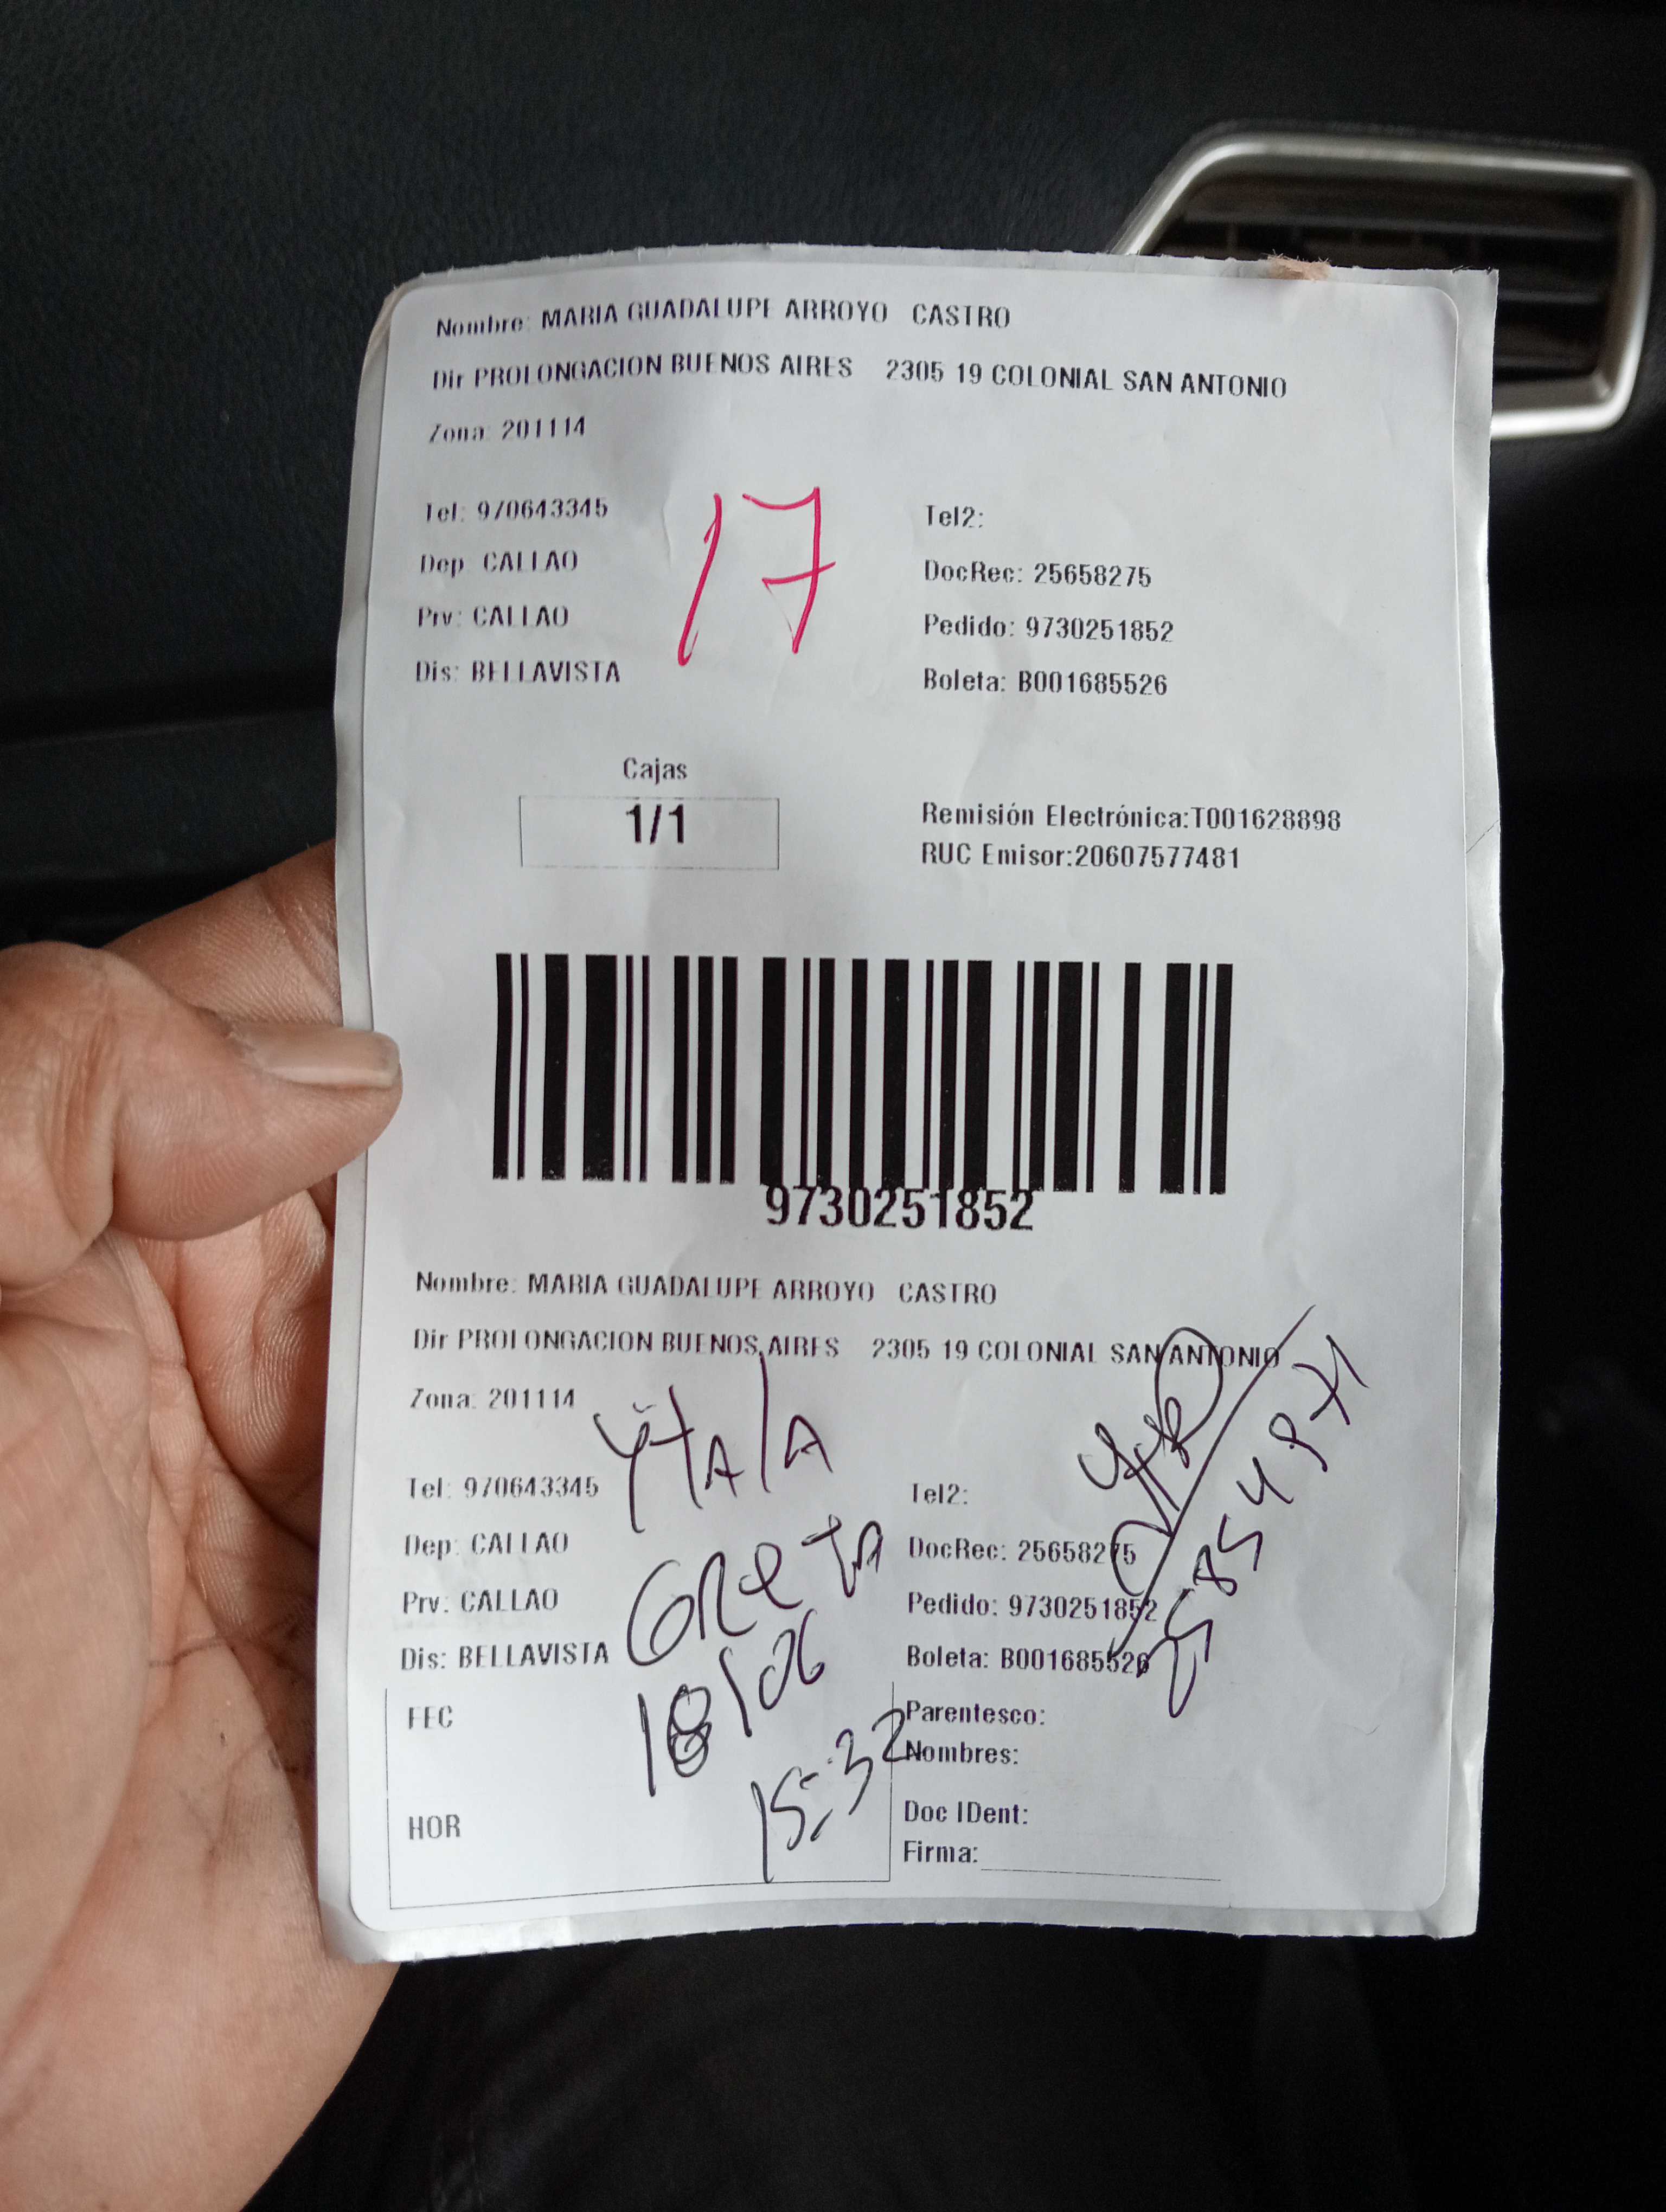 Nombre: MARIA GUADALUPE ARROYO CASTRO
Dir PROLONGACION BUENOS AIRES 2305 19 COLONIAL SAN ANTONIO
Zona: 201114
17
Tel: 970643345
Tel2:
Dep CALLAO
DocRec: 25658275
Prv: CALLAO
Pedido: 9730251852
Dis: BELLAVISTA
Boleta: B001685526
Cajas
1/1
Remisión Electrónica:T001628898
RUC Emisor:20607577481
9730251852
Nombre: MARIA GUADALUPE ARROYO CASTRO
Dir PROLONGACION BUENOS AIRES 2305 19 COLONIAL SAN ANTONIO
Zona: 201114
Tel: 970643345
Tel2:
Dep: CALLAO
DocRec: 25658275
Prv: CALLAO
Pedido: 9730251852
Dis: BELLAVISTA
Boleta: B001685526
18/06
FEC
Parentesco:
Nombres:
15:32
HOR
Doc IDent:
Firma: